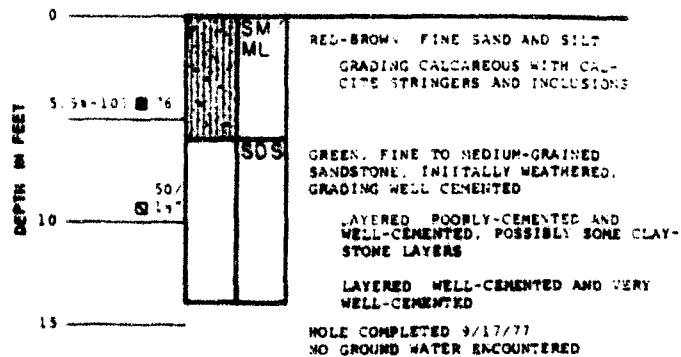 0
SM
ML
RED-BROWN FINE SAND AND SILT
GRADING CALCAREOUS WITH CAL-
CITE STRINGERS AND INCLUSIONS
76
5
DEPTH IN FEET
SDS
GREEN, FINE TO MEDIUM-GRAINED
SANDSTONE, INIITALLY WEATHERED,
GRADING WELL CEMENTED
50/
10
LAYERED POORLY-CEMENTED AND
WELL-CEMENTED, POSSIBLY SOME CLAY-
STONE LAYERS
LAYERED WELL-CEMENTED AND VERY
WELL-CEMENTED
15
HOLE COMPLETED 9/17/77
NO GROUND WATER ENCOUNTERED